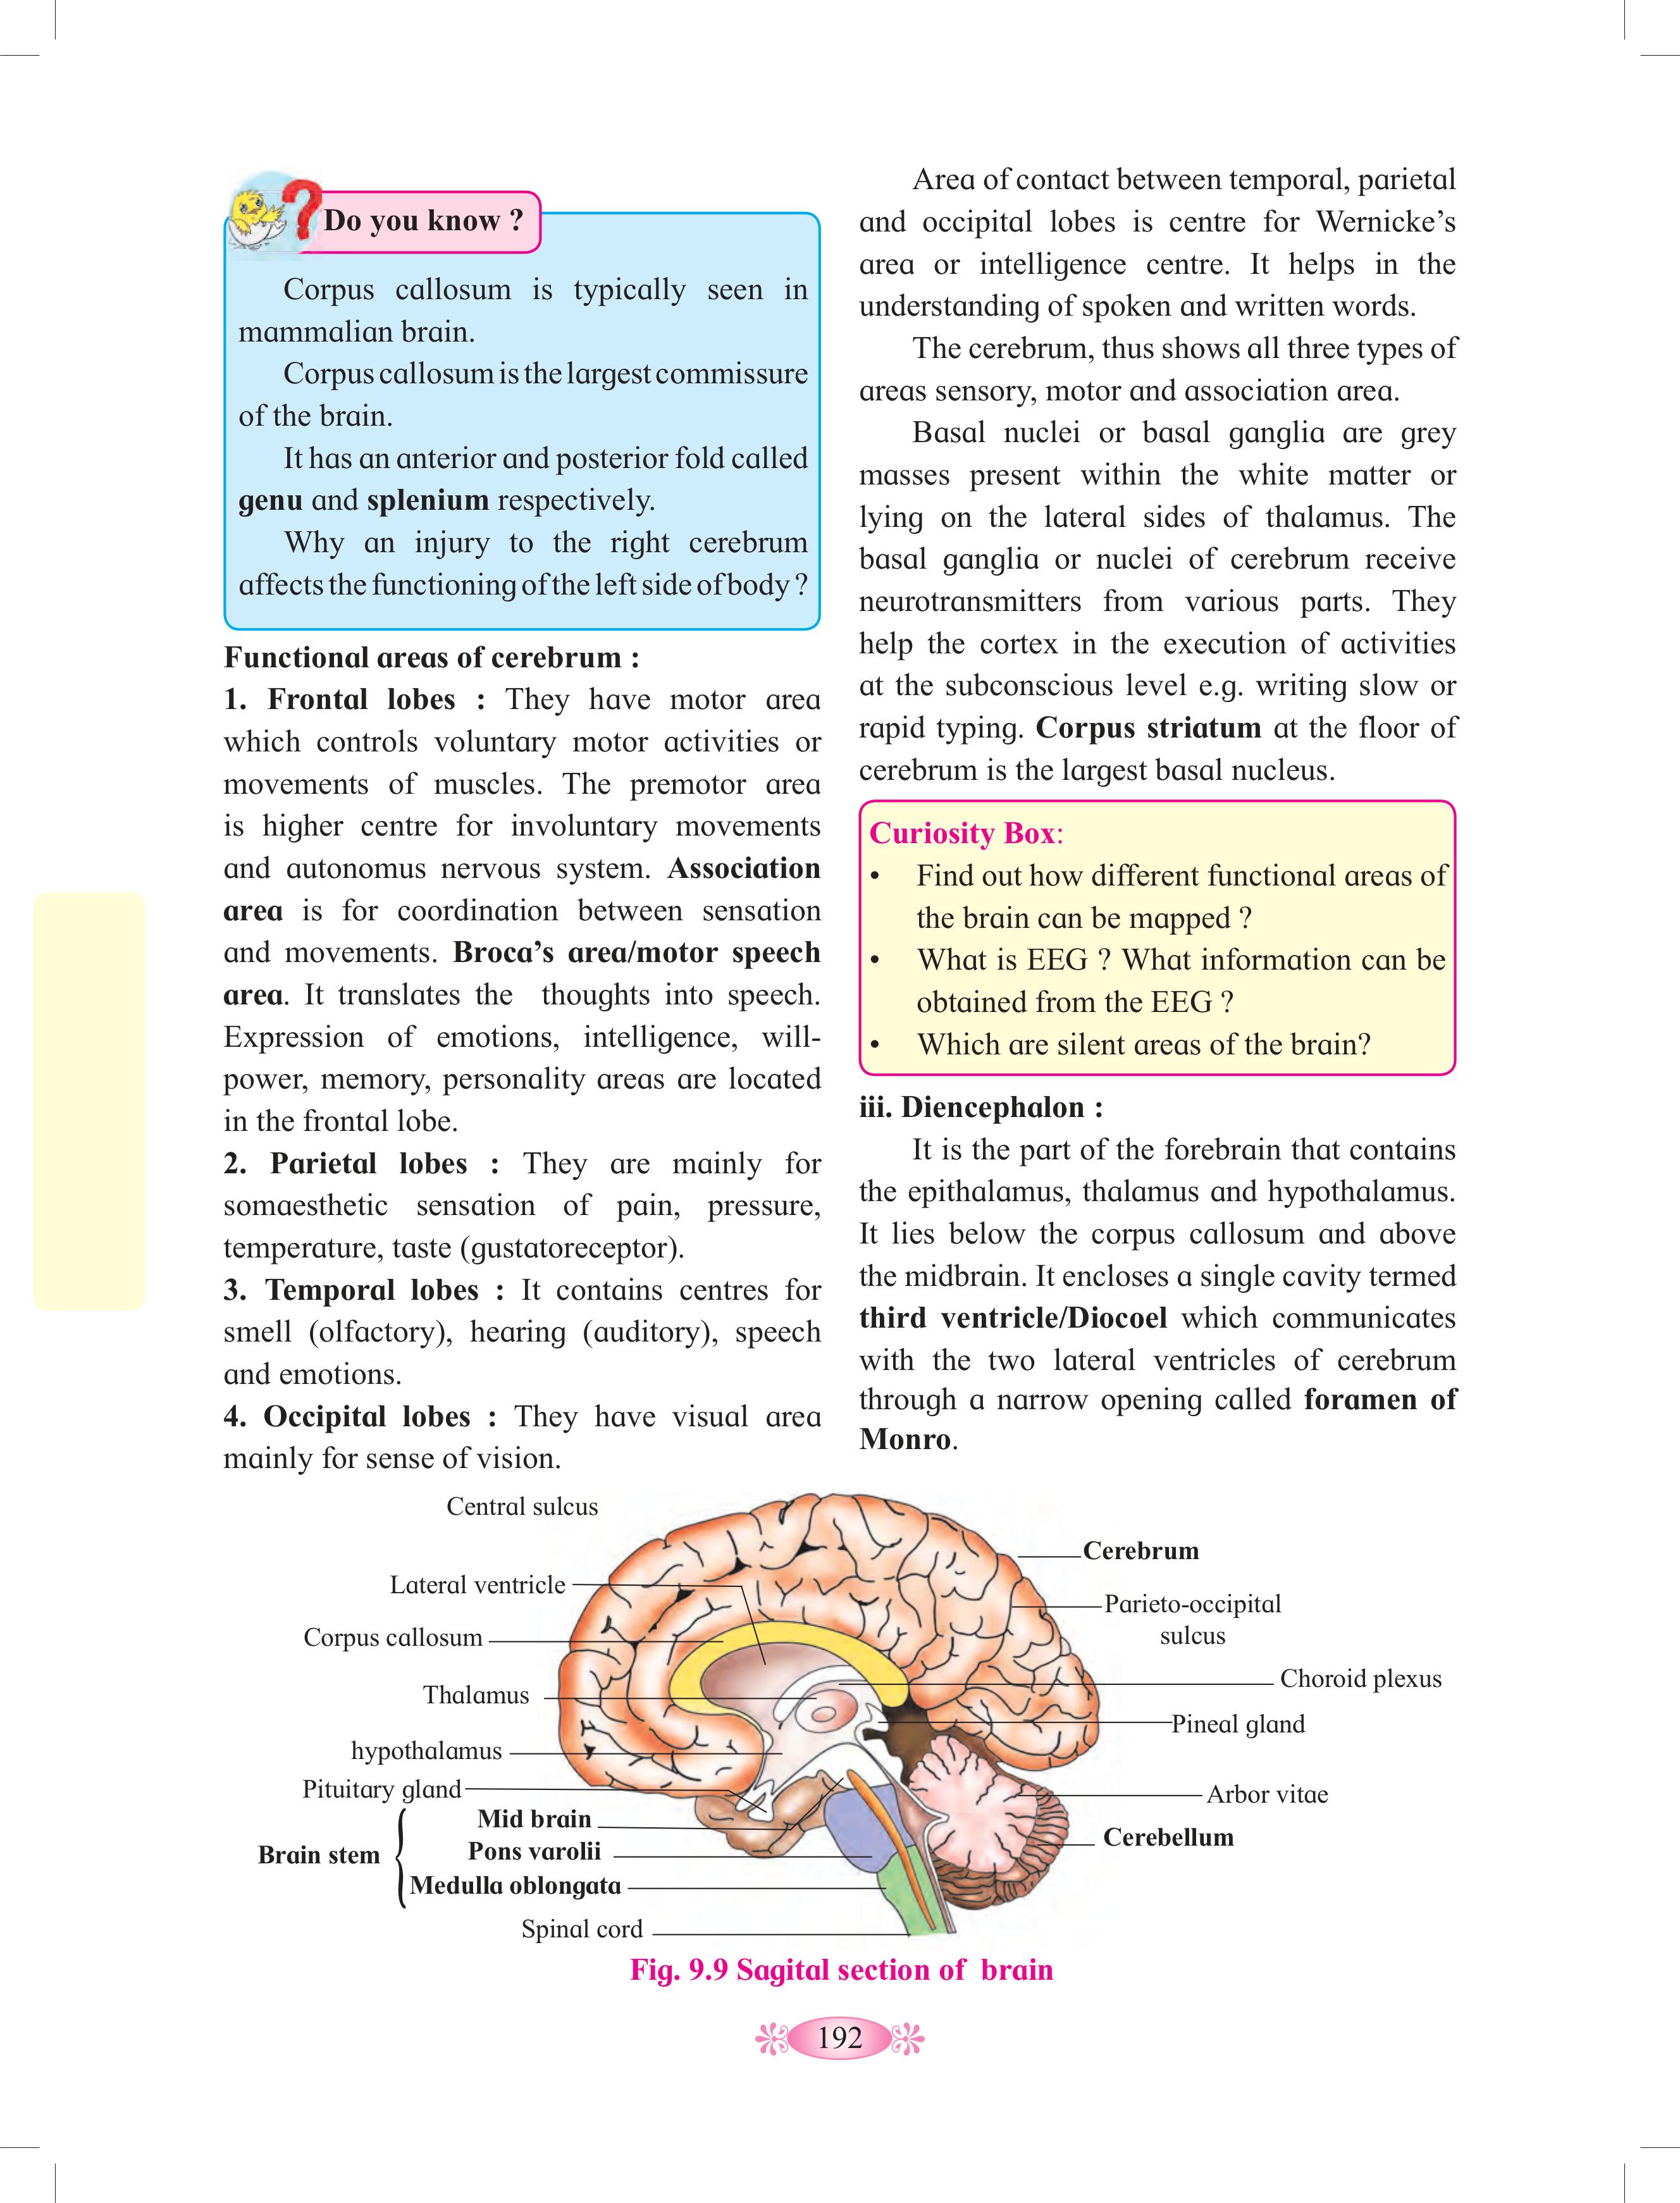 Do you know ?
Corpus callosum is typically seen in
mammalian brain.
Corpus callosum is the largest commissure
of the brain.
It has an anterior and posterior fold called
genu and splenium respectively.
Why an injury to the right cerebrum
affects the functioning of the left side of body ?
Functional areas of cerebrum :
1. Frontal lobes : They have motor area
which controls voluntary motor activities or
movements of muscles. The premotor area
is higher centre for involuntary movements
and autonomus nervous system. Association
area is for coordination between sensation
and movements. Broca's area/motor speech
area. It translates the thoughts into speech.
Expression of emotions, intelligence, will-
power, memory, personality areas are located
in the frontal lobe.
2. Parietal lobes : They are mainly for
somaesthetic sensation of pain, pressure,
temperature, taste (gustatoreceptor).
3. Temporal lobes : It contains centres for
smell (olfactory), hearing (auditory), speech
and emotions.
4. Occipital lobes : They have visual area
mainly for sense of vision.
Area of contact between temporal, parietal
and occipital lobes is centre for Wernicke's
area or intelligence centre. It helps in the
understanding of spoken and written words.
The cerebrum, thus shows all three types of
areas sensory, motor and association area.
Basal nuclei or basal ganglia are grey
masses present within the white matter or
lying on the lateral sides of thalamus. The
basal ganglia or nuclei of cerebrum receive
neurotransmitters from various parts. They
help the cortex in the execution of activities
at the subconscious level e.g. writing slow or
rapid typing. Corpus striatum at the floor of
cerebrum is the largest basal nucleus.
Curiosity Box:
• Find out how different functional areas of
the brain can be mapped ?
• What is EEG ? What information can be
obtained from the EEG ?
• Which are silent areas of the brain?
iii. Diencephalon :
It is the part of the forebrain that contains
the epithalamus, thalamus and hypothalamus.
It lies below the corpus callosum and above
the midbrain. It encloses a single cavity termed
third ventricle/Diocoel which communicates
with the two lateral ventricles of cerebrum
through a narrow opening called foramen of
Monro.
Central sulcus
Lateral ventricle
Corpus callosum
Thalamus
hypothalamus
Pituitary gland
Brain stem
Mid brain
Pons varolii
Medulla oblongata
Spinal cord
Cerebrum
Parieto-occipital
sulcus
Choroid plexus
Pineal gland
Arbor vitae
Cerebellum
Fig. 9.9 Sagital section of brain
192